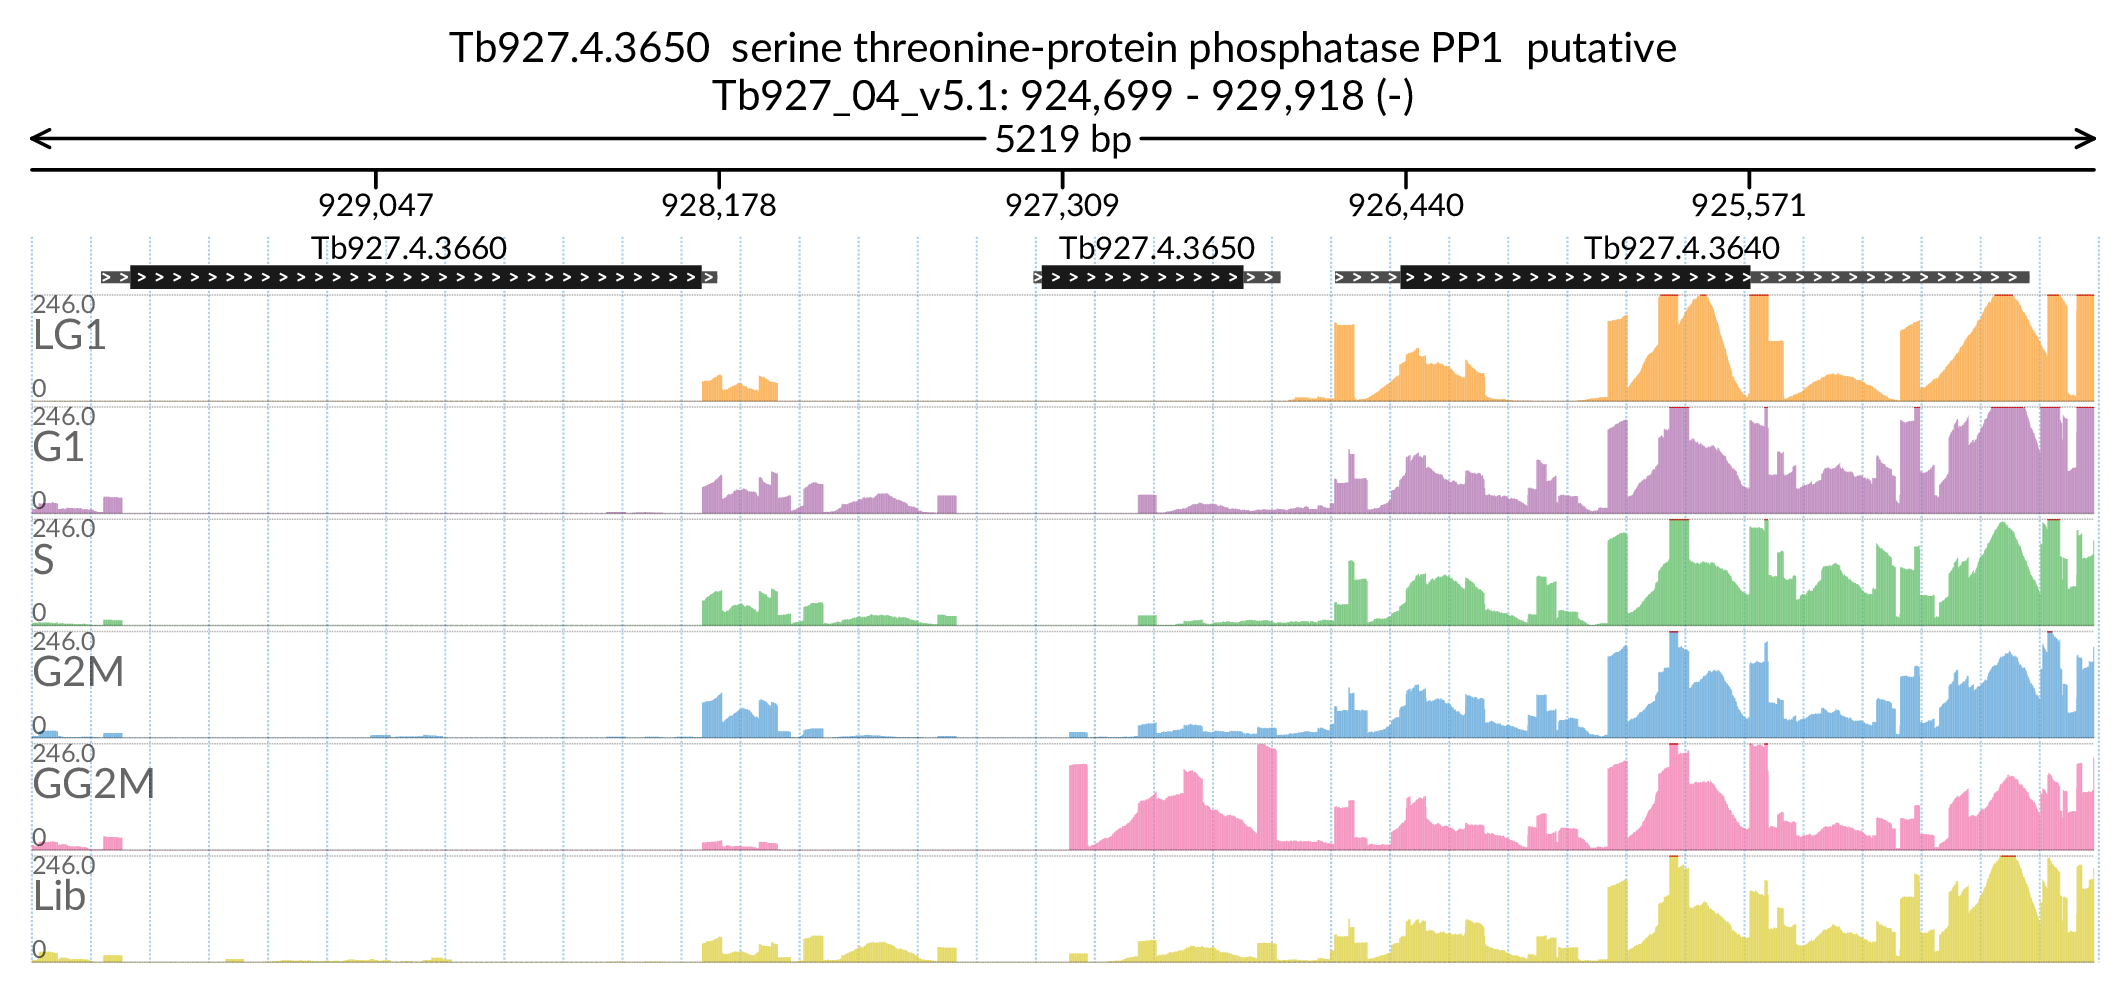 Tb927.4.3650 serine threonine-protein phosphatase PP1 putative
Tb927_04_v5.1: 924,699 - 929,918 (-)
5219 bp
929,047 928,178 927,309 926,440 925,571
Tb927.4.3660 Tb927.4.3650 Tb927.4.3640
246.0
LG1
0
246.0
G1
0
246.0
S
0
246.0
G2M
0
246.0
GG2M
0
246.0
Lib
0